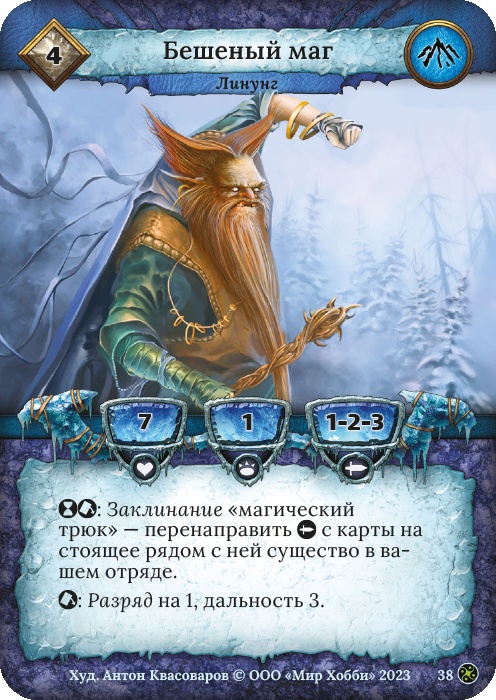 4
Бешеный маг
Линунг
7
1
1-2-3
: Заклинание «магический
трюк» — перенаправить с карты на
стоящее рядом с ней существо в ва-
шем отряде.
: Разряд на 1, дальность 3.
Худ. Антон Квасоваров © ООО «Мир Хобби» 2023
38